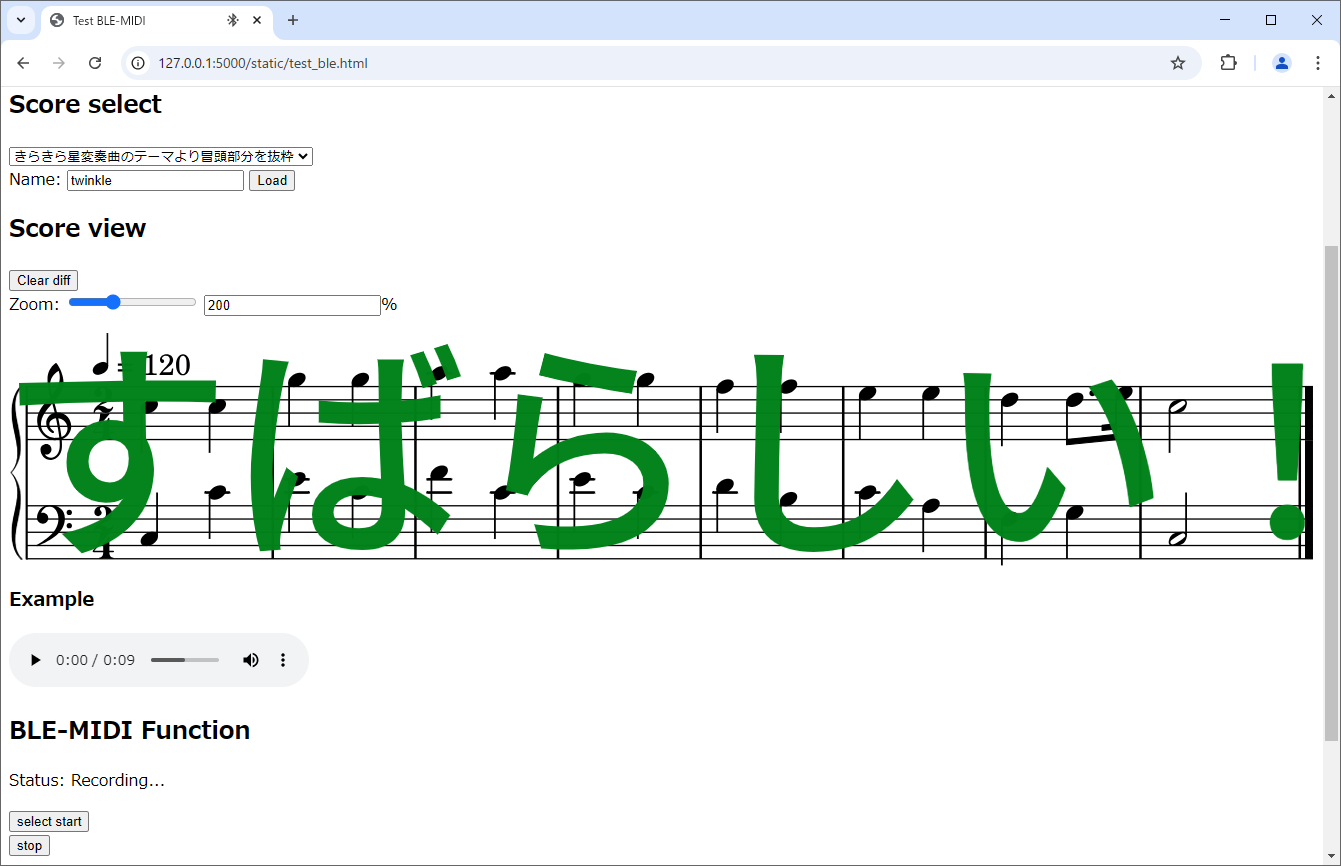 Test BLE-MIDI
127.0.0.1:5000/static/test_ble.html
Score select
きらきら星変奏曲のテーマより冒頭部分を抜粋
Name: twinkle Load
Score view
Clear diff
Zoom: 200 %
= 120
すばらしい!
2
4
Example
0:00 / 0:09
BLE-MIDI Function
Status: Recording...
select start
stop